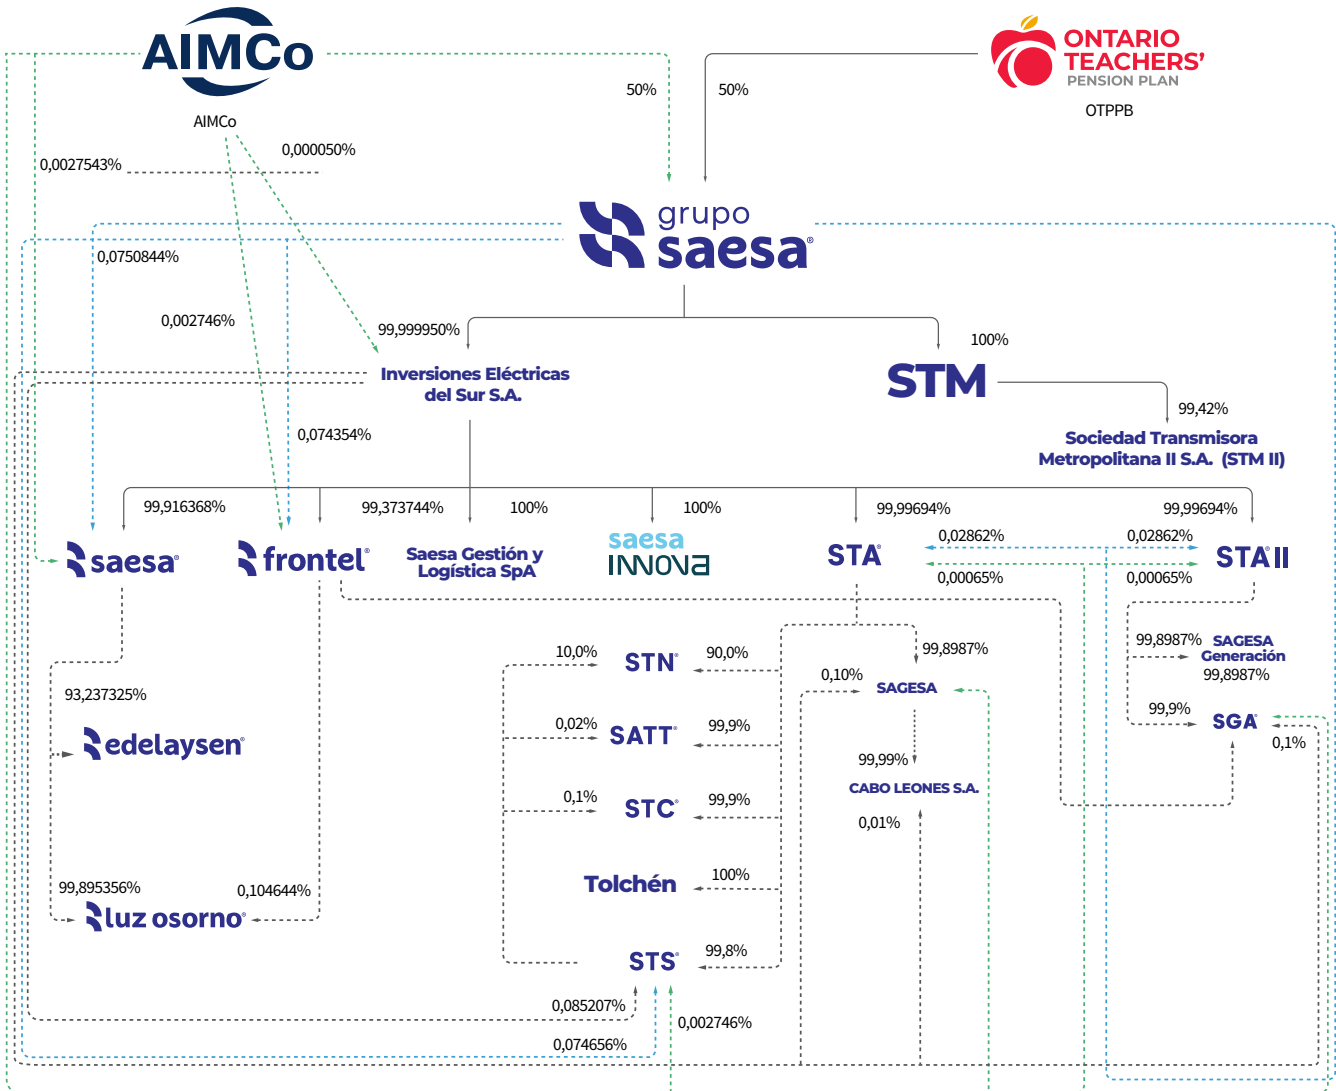 AIMCo
ONTARIO
TEACHERS'
PENSION PLAN
AIMCo
OTPPB
50%
50%
0,0027543%
0,000050%
grupo
saesa®
0,0750844%
0,002746%
99,999950%
100%
Inversiones Eléctricas
del Sur S.A.
STM
99,42%
0,074354%
Sociedad Transmisora
Metropolitana II S.A. (STM II)
99,916368%
99,373744%
100%
100%
99,99694%
99,99694%
saesa®
frontel®
Saesa Gestión y
Logística SpA
saesa
INNOVA
STA®
0,02862%
0,02862%
0,00065%
0,00065%
STA® II
10,0%
STN®
90,0%
99,8987%
0,10%
SAGESA
99,8987%
SAGESA
Generación
99,8987%
93,237325%
edelaysen®
0,02%
SATT®
99,9%
99,9%
SGA®
0,1%
99,99%
CABO LEONES S.A.
0,1%
STC®
99,9%
0,01%
99,895356%
0,104644%
luz osorno®
Tolchén
100%
STS®
99,8%
0,085207%
0,002746%
0,074656%